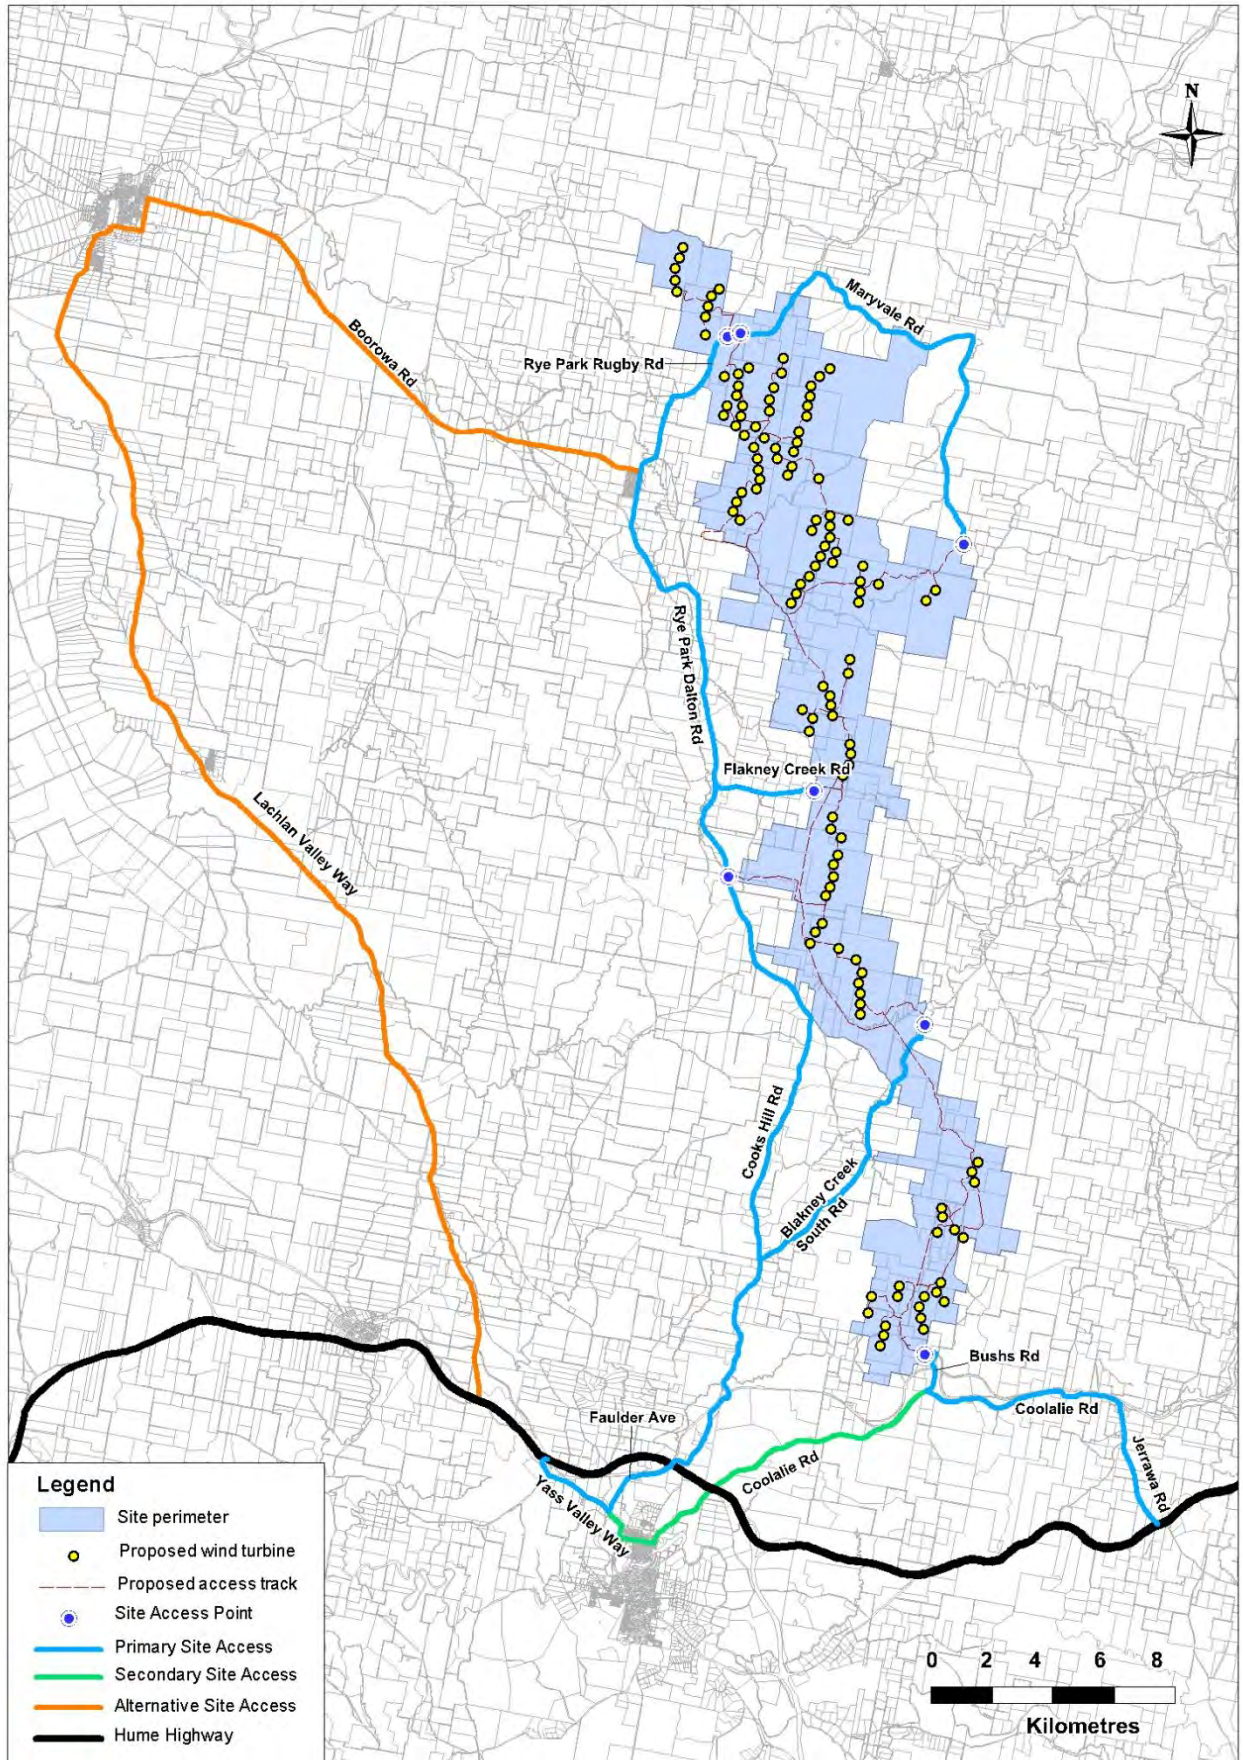 N
Maryvale Rd
Boorowa Rd
Rye Park Rugby Rd
Rye Park Dalton Rd
Flakney Creek Rd
Lachlan Valley Way
Cooks Hill Rd
Blakney Creek
South Rd
Bushs Rd
Coolalie Rd
Faulder Ave
Jerrawa Rd
Coolalie Rd
Yass Valley Way
Legend
Site perimeter
Proposed wind turbine
Proposed access track
Site Access Point
Primary Site Access
Secondary Site Access
Alternative Site Access
Hume Highway
0 2 4 6 8
Kilometres